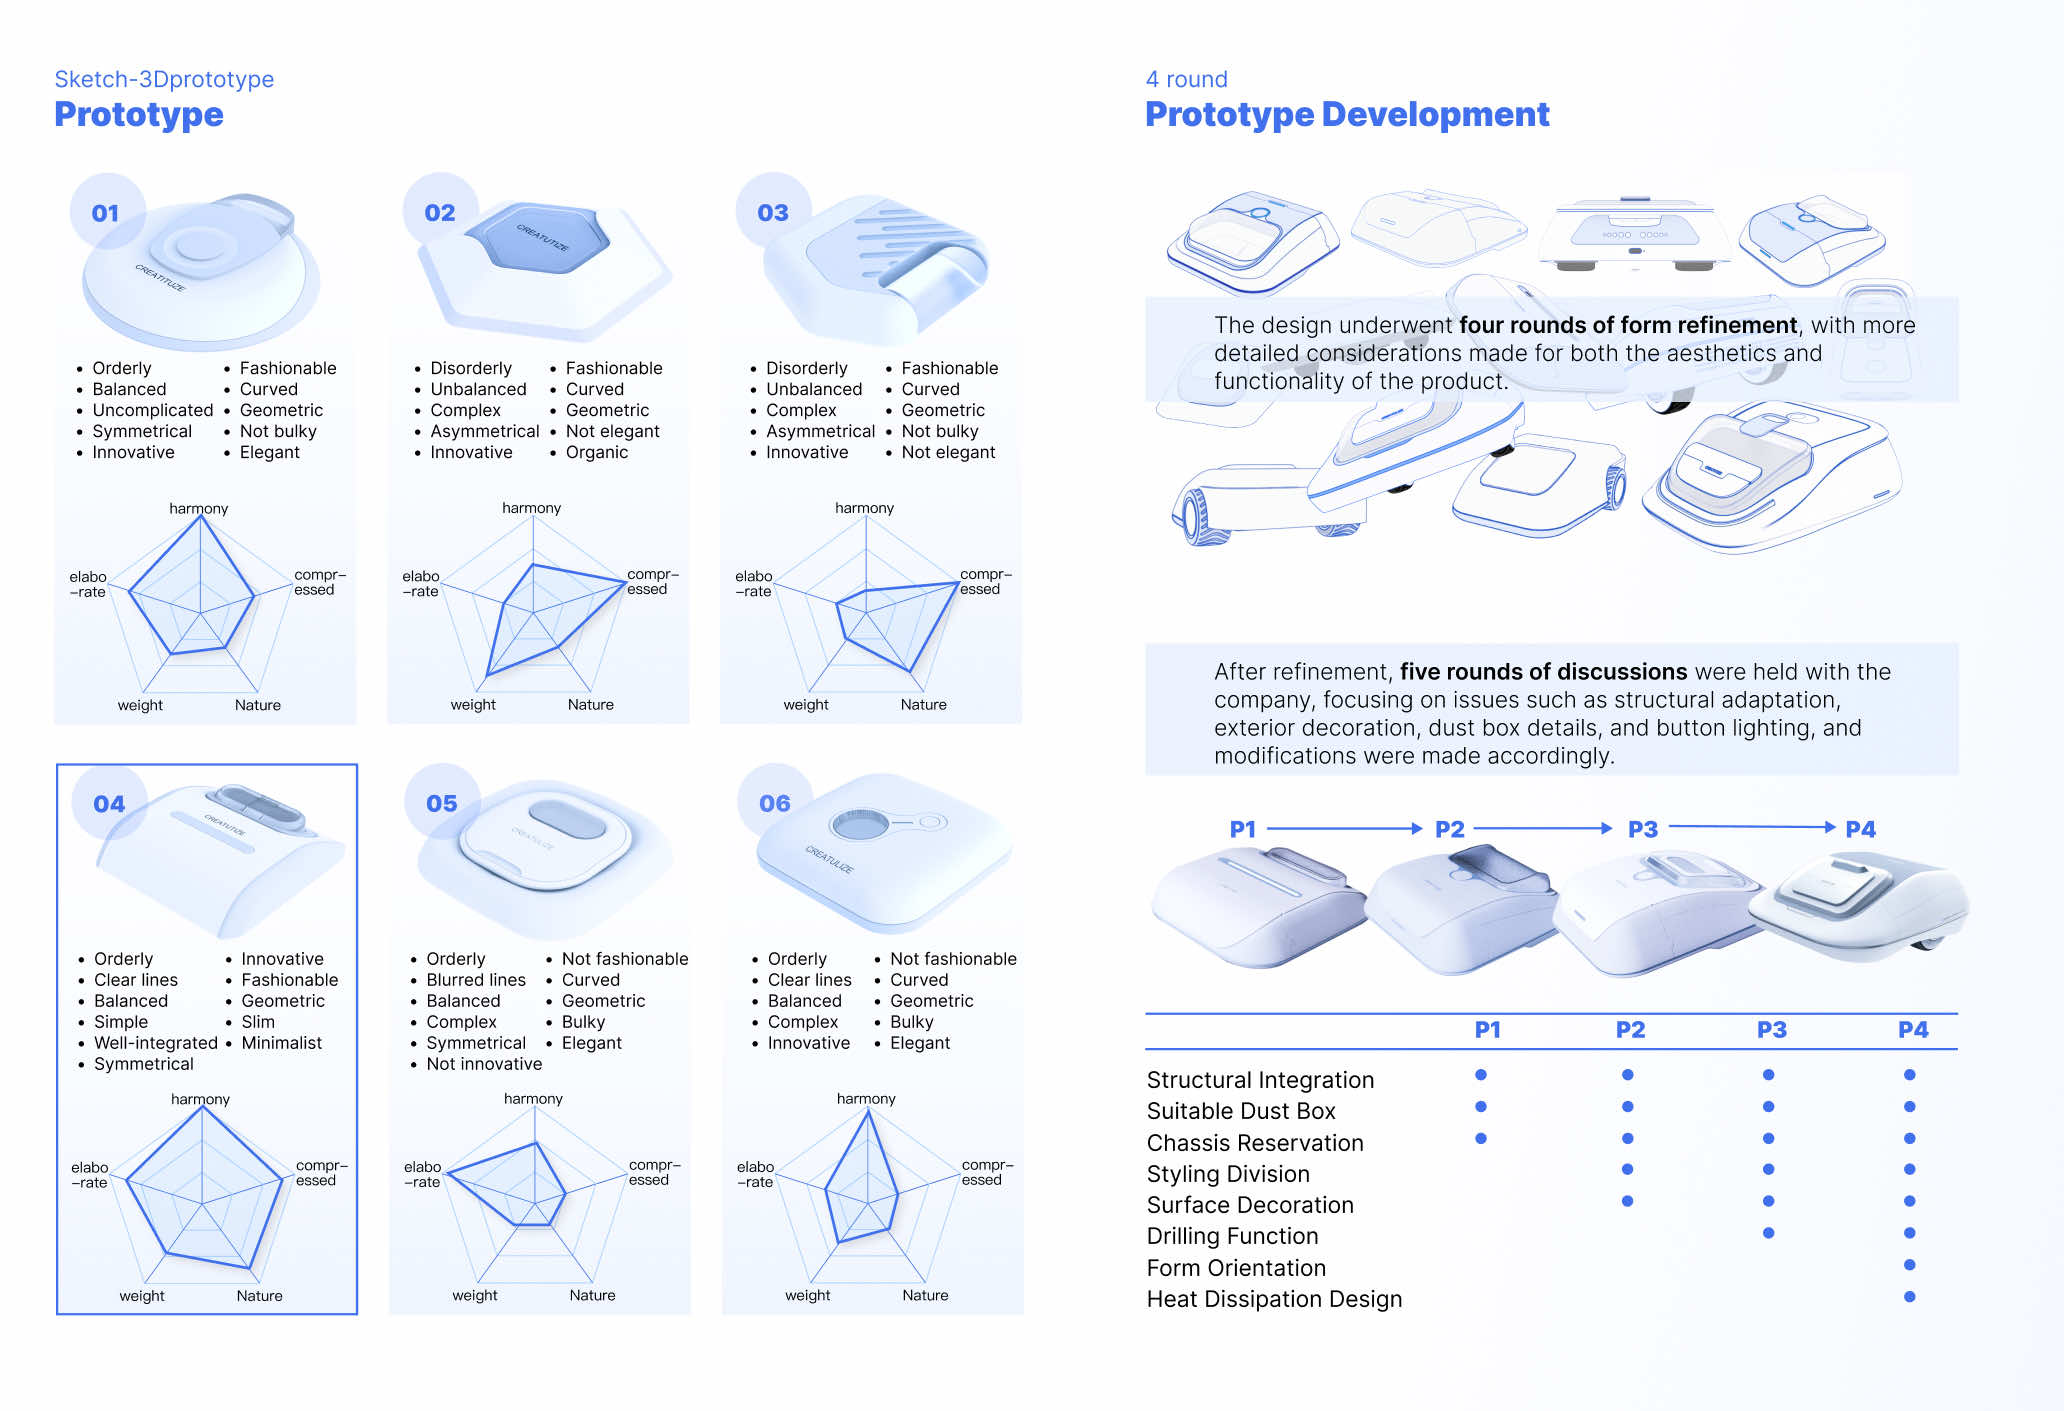 Sketch-3Dprototype
Prototype
01
CREATITUZE
• Orderly
• Balanced
• Uncomplicated
• Symmetrical
• Innovative
• Fashionable
• Curved
• Geometric
• Not bulky
• Elegant
harmony
elabo
-rate
compr-
essed
weight
Nature
02
CREATUTIZE
• Disorderly
• Unbalanced
• Complex
• Asymmetrical
• Innovative
• Fashionable
• Curved
• Geometric
• Not elegant
• Organic
harmony
elabo
-rate
compr-
essed
weight
Nature
03
• Disorderly
• Unbalanced
• Complex
• Asymmetrical
• Innovative
• Fashionable
• Curved
• Geometric
• Not bulky
• Not elegant
harmony
elabo
-rate
compr-
essed
weight
Nature
04
CREATUTIZE
• Orderly
• Clear lines
• Balanced
• Simple
• Well-integrated
• Symmetrical
• Innovative
• Fashionable
• Geometric
• Slim
• Minimalist
harmony
elabo
-rate
compr-
essed
weight
Nature
05
CREATULIZE
• Orderly
• Blurred lines
• Balanced
• Complex
• Symmetrical
• Not innovative
• Not fashionable
• Curved
• Geometric
• Bulky
• Elegant
harmony
elabo
-rate
compr-
essed
weight
Nature
06
CREATULIZE
• Orderly
• Clear lines
• Balanced
• Complex
• Innovative
• Not fashionable
• Curved
• Geometric
• Bulky
• Elegant
harmony
elabo
-rate
compr-
essed
weight
Nature
4 round
Prototype Development
The design underwent four rounds of form refinement, with more
detailed considerations made for both the aesthetics and
functionality of the product.
After refinement, five rounds of discussions were held with the
company, focusing on issues such as structural adaptation,
exterior decoration, dust box details, and button lighting, and
modifications were made accordingly.
P1 P2 P3 P4
P1 P2 P3 P4
Structural Integration
Suitable Dust Box
Chassis Reservation
Styling Division
Surface Decoration
Drilling Function
Form Orientation
Heat Dissipation Design